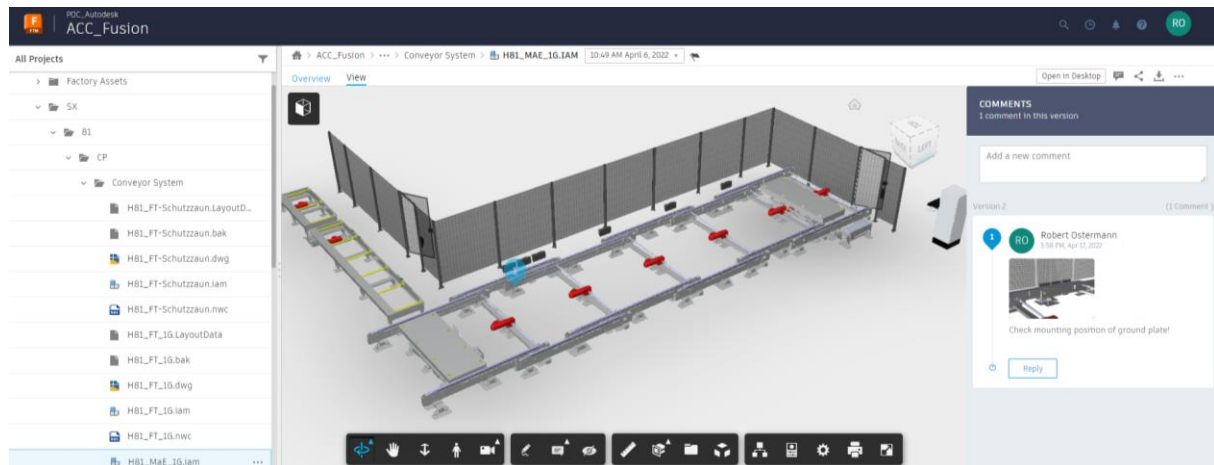 POC_Autodesk
ACC_Fusion
RO
All Projects
Factory Assets
SX
81
CP
Conveyor System
H81_FT-Schutzzaun.LayoutD...
H81_FT-Schutzzaun.bak
H81_FT-Schutzzaun.dwg
H81_FT-Schutzzaun.iam
H81_FT-Schutzzaun.nwc
H81_FT_1G.LayoutData
H81_FT_1G.bak
H81_FT_1G.dwg
H81_FT_1G.iam
H81_FT_1G.nwc
H81_MaE_1G.iam ...
> ACC_Fusion > ... > Conveyor System > H81_MAE_1G.IAM 10:49 AM April 6, 2022
Overview View
Open in Desktop ...
LEFT
COMMENTS
1 comment in this version
Add a new comment
Version 2 (1 Comment )
1
RO
Robert Ostermann
5:58 PM, Apr 17, 2022
Check mounting position of ground plate!
Reply